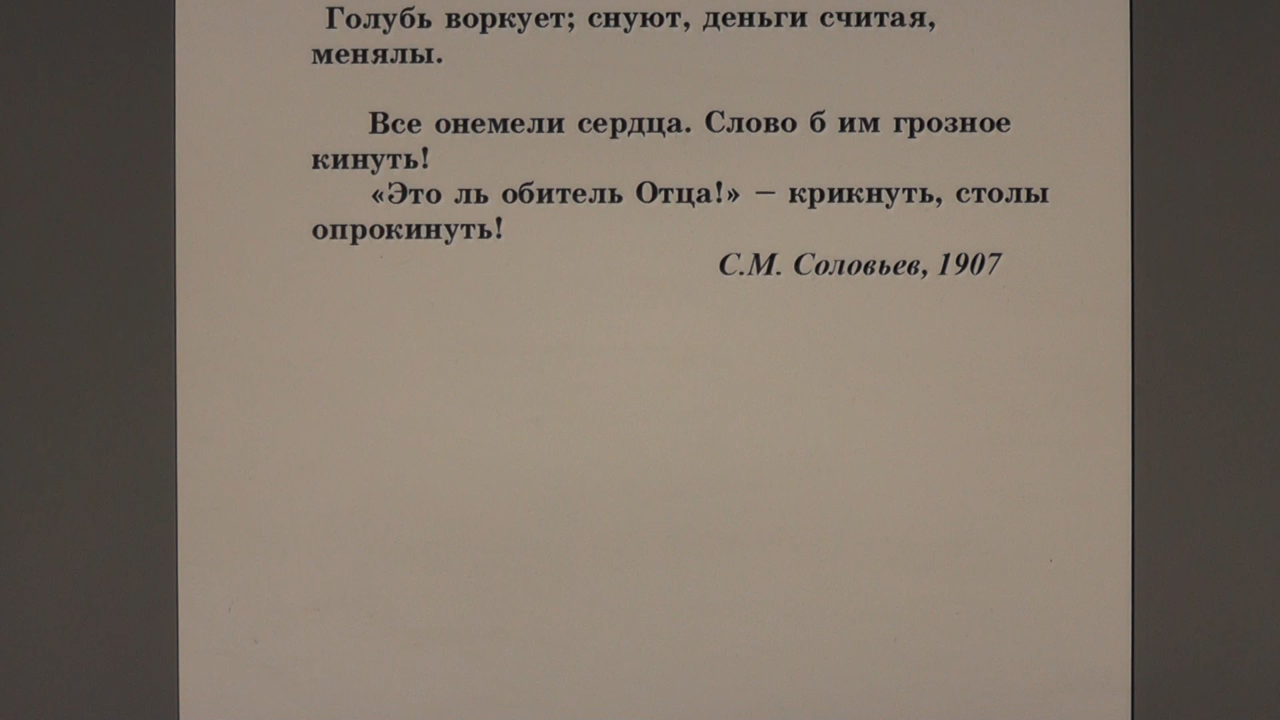 Голубь воркует; снуют, деньги считая,
менялы.
Все онемели сердца. Слово б им грозное
кинуть!
«Это ль обитель Отца!» – крикнуть, столы
опрокинуть!
С.М. Соловьев, 1907